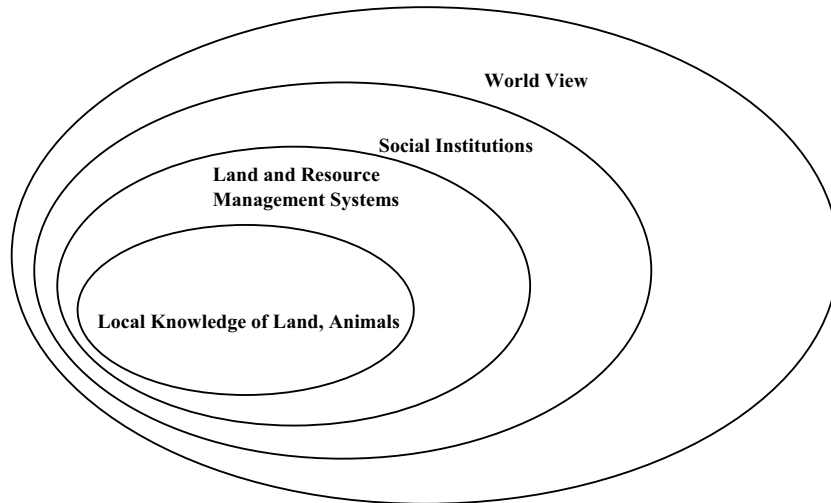 World View
Social Institutions
Land and Resource
Management Systems
Local Knowledge of Land, Animals